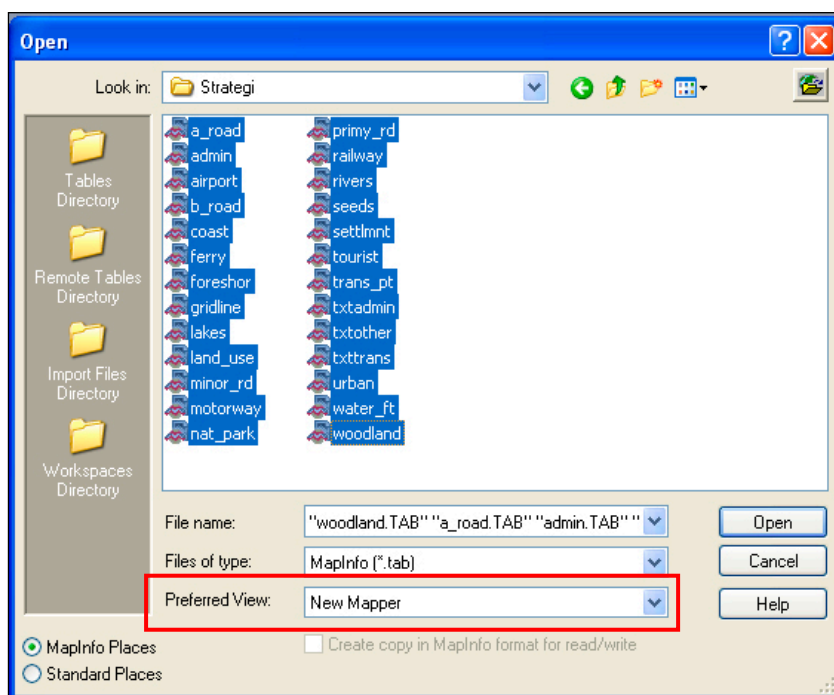 Open
Look in:
Strategi
Tables
Directory
Remote Tables
Directory
Import Files
Directory
Workspaces
Directory
a_road
admin
airport
b_road
coast
ferry
foreshor
gridline
lakes
land_use
minor_rd
motorway
nat_park
primy_rd
railway
rivers
seeds
settlmnt
tourist
trans_pt
txtadmin
txtother
txttrans
urban
water_ft
woodland
File name:
"woodland.TAB" "a_road.TAB" "admin.TAB" "
Open
Files of type:
MapInfo (*.tab)
Cancel
Preferred View:
New Mapper
Help
MapInfo Places
Create copy in MapInfo format for read/write
Standard Places